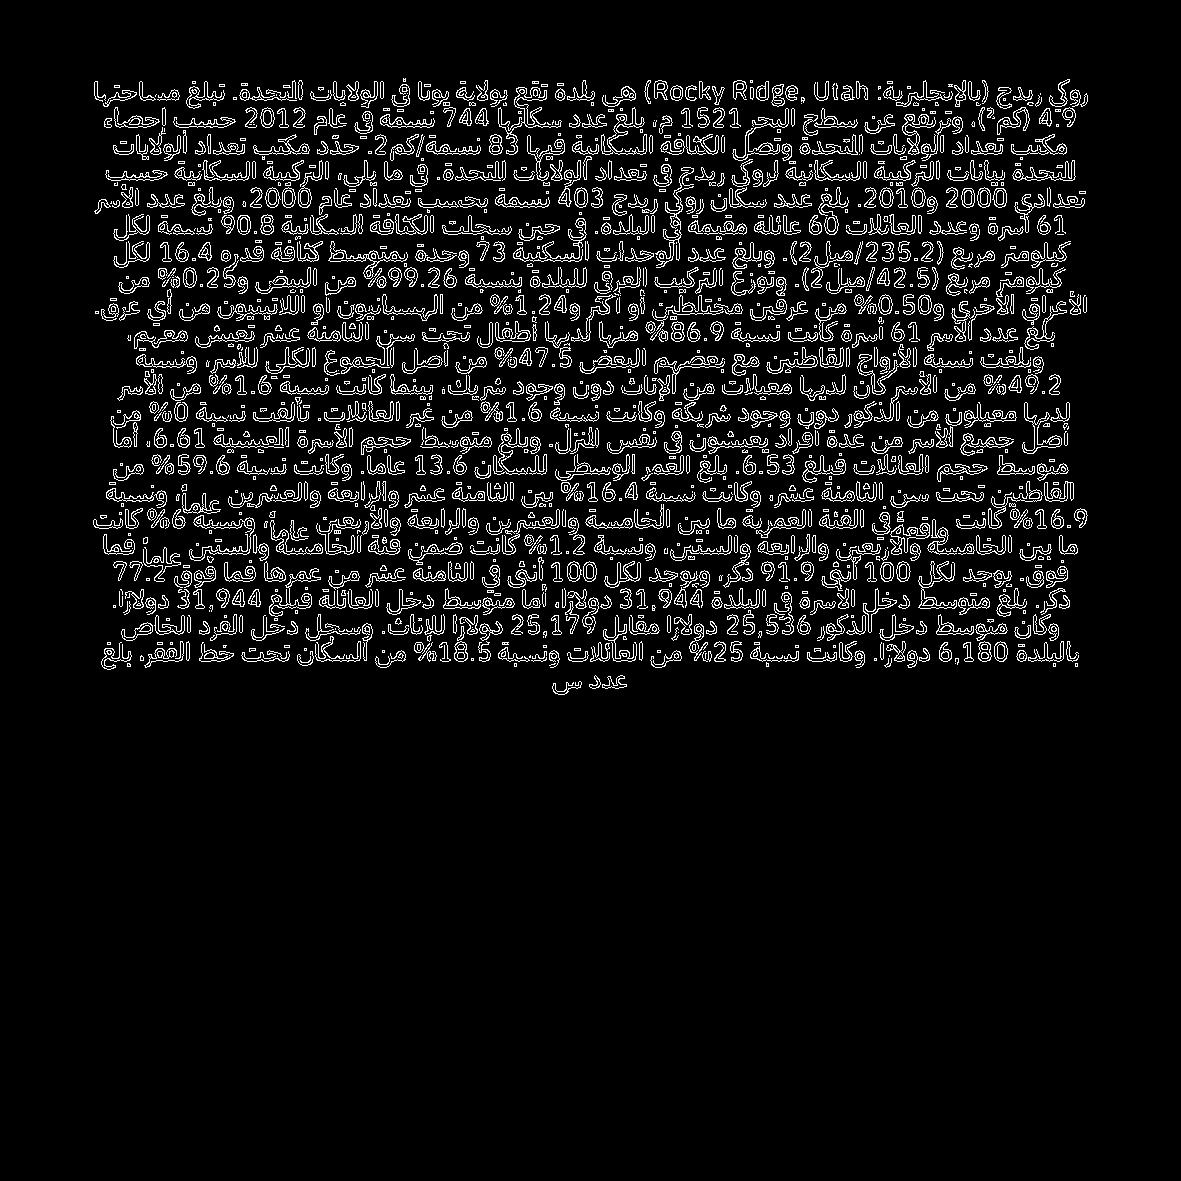 روكي ريدج (بالإنجليزية: Rocky Ridge, Utah) هي بلدة تقع بولاية يوتا في الولايات المتحدة. تبلغ مساحتها
4.9 (كم²)، وترتفع عن سطح البحر 1521 م، بلغ عدد سكانها 744 نسمة في عام 2012 حسب إحصاء
مكتب تعداد الولايات المتحدة وتصل الكثافة السكانية فيها 83 نسمة/كم2. حدّد مكتب تعداد الولايات
المتحدة بيانات التركيبة السكانية لروكي ريدج في تعداد الولايات المتحدة. في ما يلي، التركيبة السكانية حسب
تعدادي 2000 و2010. بلغ عدد سكان روكي ريدج 403 نسمة بحسب تعداد عام 2000، وبلغ عدد الأسر
61 أسرة وعدد العائلات 60 عائلة مقيمة في البلدة. في حين سجلت الكثافة السكانية 90.8 نسمة لكل
كيلومتر مربع (235.2/ميل2). وبلغ عدد الوحدات السكنية 73 وحدة بمتوسط كثافة قدره 16.4 لكل
كيلومتر مربع (42.5/ميل2). وتوزع التركيب العرقي للبلدة بنسبة 99.26% من البيض و0.25% من
الأعراق الأخرى و0.50% من عرقين مختلطين أو أكثر و1.24% من الهسبانيون أو اللاتينيون من أي عرق.
بلغ عدد الأسر 61 أسرة كانت نسبة 86.9% منها لديها أطفال تحت سن الثامنة عشر تعيش معهم،
وبلغت نسبة الأزواج القاطنين مع بعضهم البعض 47.5% من أصل المجموع الكلي للأسر، ونسبة
49.2% من الأسر كان لديها معيلات من الإناث دون وجود شريك، بينما كانت نسبة 1.6% من الأسر
لديها معيلون من الذكور دون وجود شريكة وكانت نسبة 1.6% من غير العائلات. تألفت نسبة 0% من
أصل جميع الأسر من عدة أفراد يعيشون في نفس المنزل. وبلغ متوسط حجم الأسرة المعيشية 6.61، أما
متوسط حجم العائلات فبلغ 6.53. بلغ العمر الوسطي للسكان 13.6 عاما. وكانت نسبة 59.6% من
القاطنين تحت سن الثامنة عشر، وكانت نسبة 16.4% بين الثامنة عشر والرابعة والعشرين عاماً، ونسبة
16.9% كانت واقعةً في الفئة العمرية ما بين الخامسة والعشرين والرابعة والأربعين عاماً، ونسبة 6% كانت
ما بين الخامسة والأربعين والرابعة والستين، ونسبة 1.2% كانت ضمن فئة الخامسة والستين عاماً فما
فوق. يوجد لكل 100 أنثى 91.9 ذكر، ويوجد لكل 100 أنثى في الثامنة عشر من عمرها فما فوق 77.2
ذكر. بلغ متوسط دخل الأسرة في البلدة 31,944 دولارًا، أما متوسط دخل العائلة فبلغ 31,944 دولارًا.
وكان متوسط دخل الذكور 25,536 دولارًا مقابل 25,179 دولارًا للإناث. وسجل دخل الفرد الخاص
بالبلدة 6,180 دولارًا. وكانت نسبة 25% من العائلات ونسبة 18.5% من السكان تحت خط الفقر، بلغ
عدد س